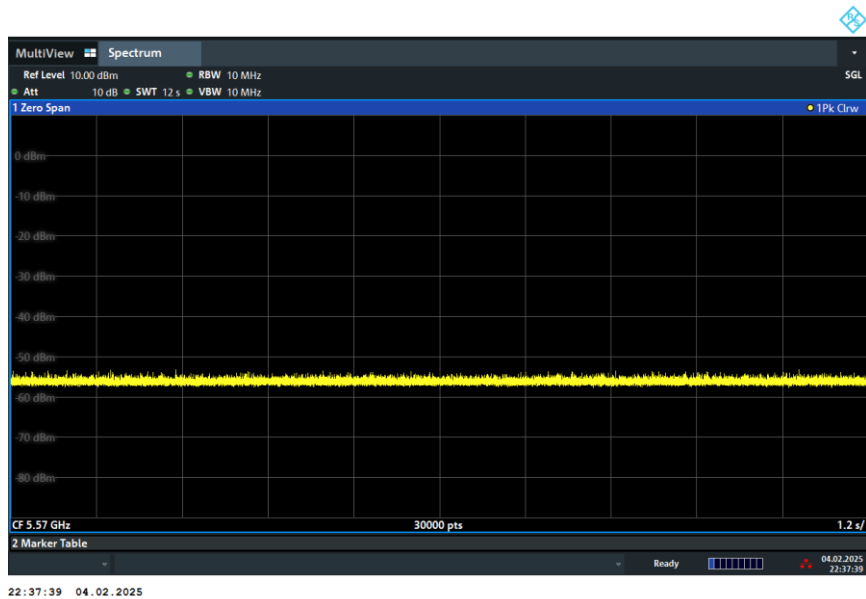 R S
MultiView Spectrum
Ref Level 10.00 dBm RBW 10 MHz SGL
Att 10 dB SWT 12 s VBW 10 MHz
1 Zero Span 1Pk Clrw
0 dBm
-10 dBm
-20 dBm
-30 dBm
-40 dBm
-50 dBm
-60 dBm
-70 dBm
-80 dBm
CF 5.57 GHz 30000 pts 1.2 s/
2 Marker Table
Ready 04.02.2025
22:37:39
22:37:39 04.02.2025